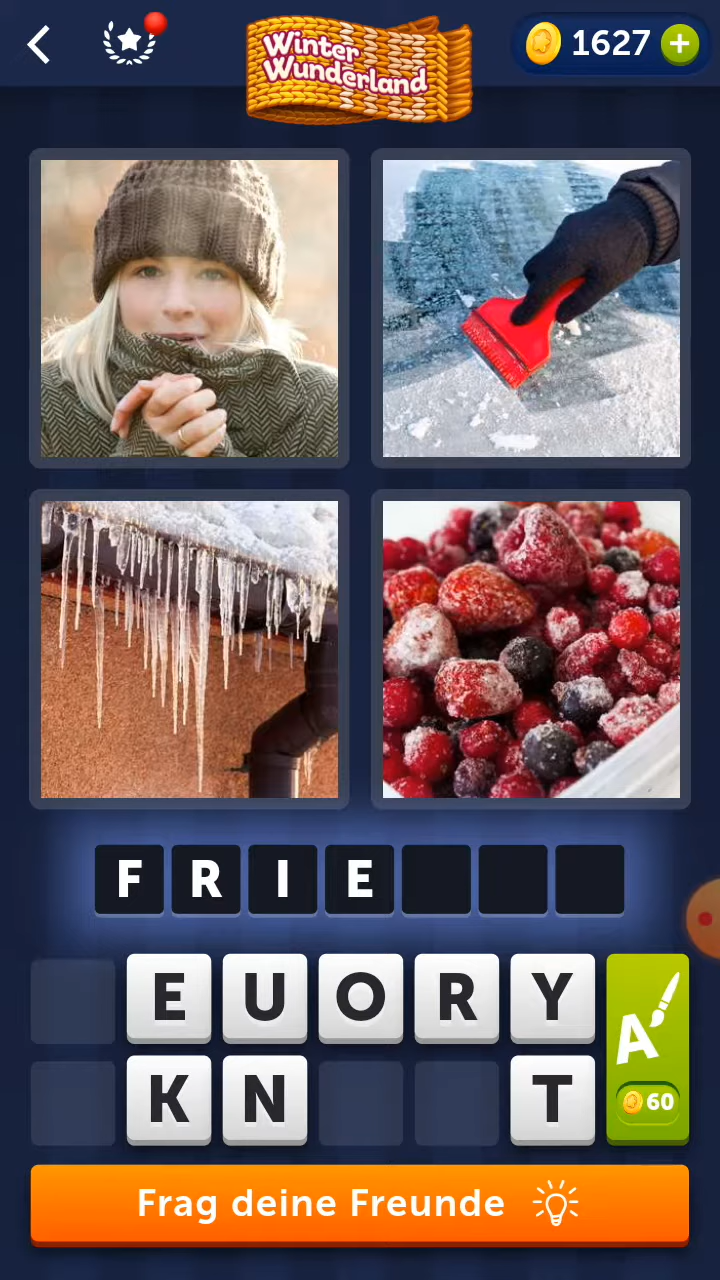 Winter
Wunderland
1627
F R I E
E U O R Y
K N T
A
60
Frag deine Freunde